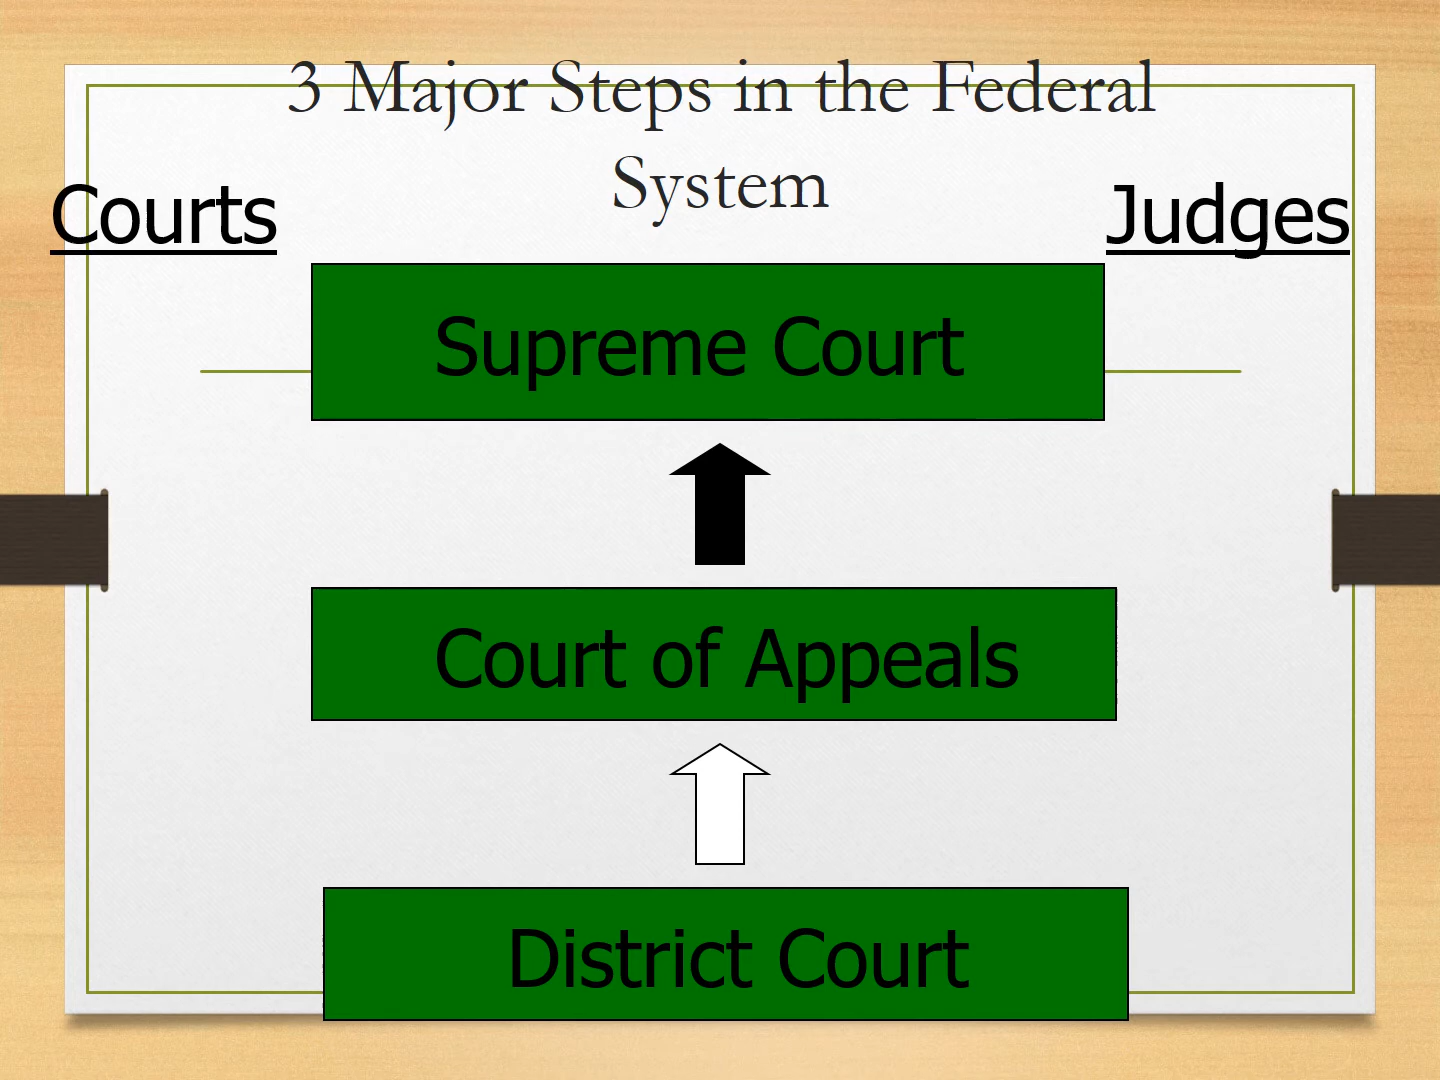 3 Major Steps in the Federal
System
Courts
Judges
Supreme Court
Court of Appeals
District Court